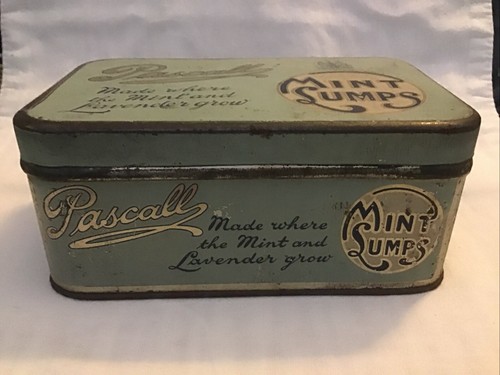 Pascall
Made where
the Mint and
Lavender grow
MINT
LUMPS
Pascall
Made where
the Mint and
Lavender grow
MINT
LUMPS